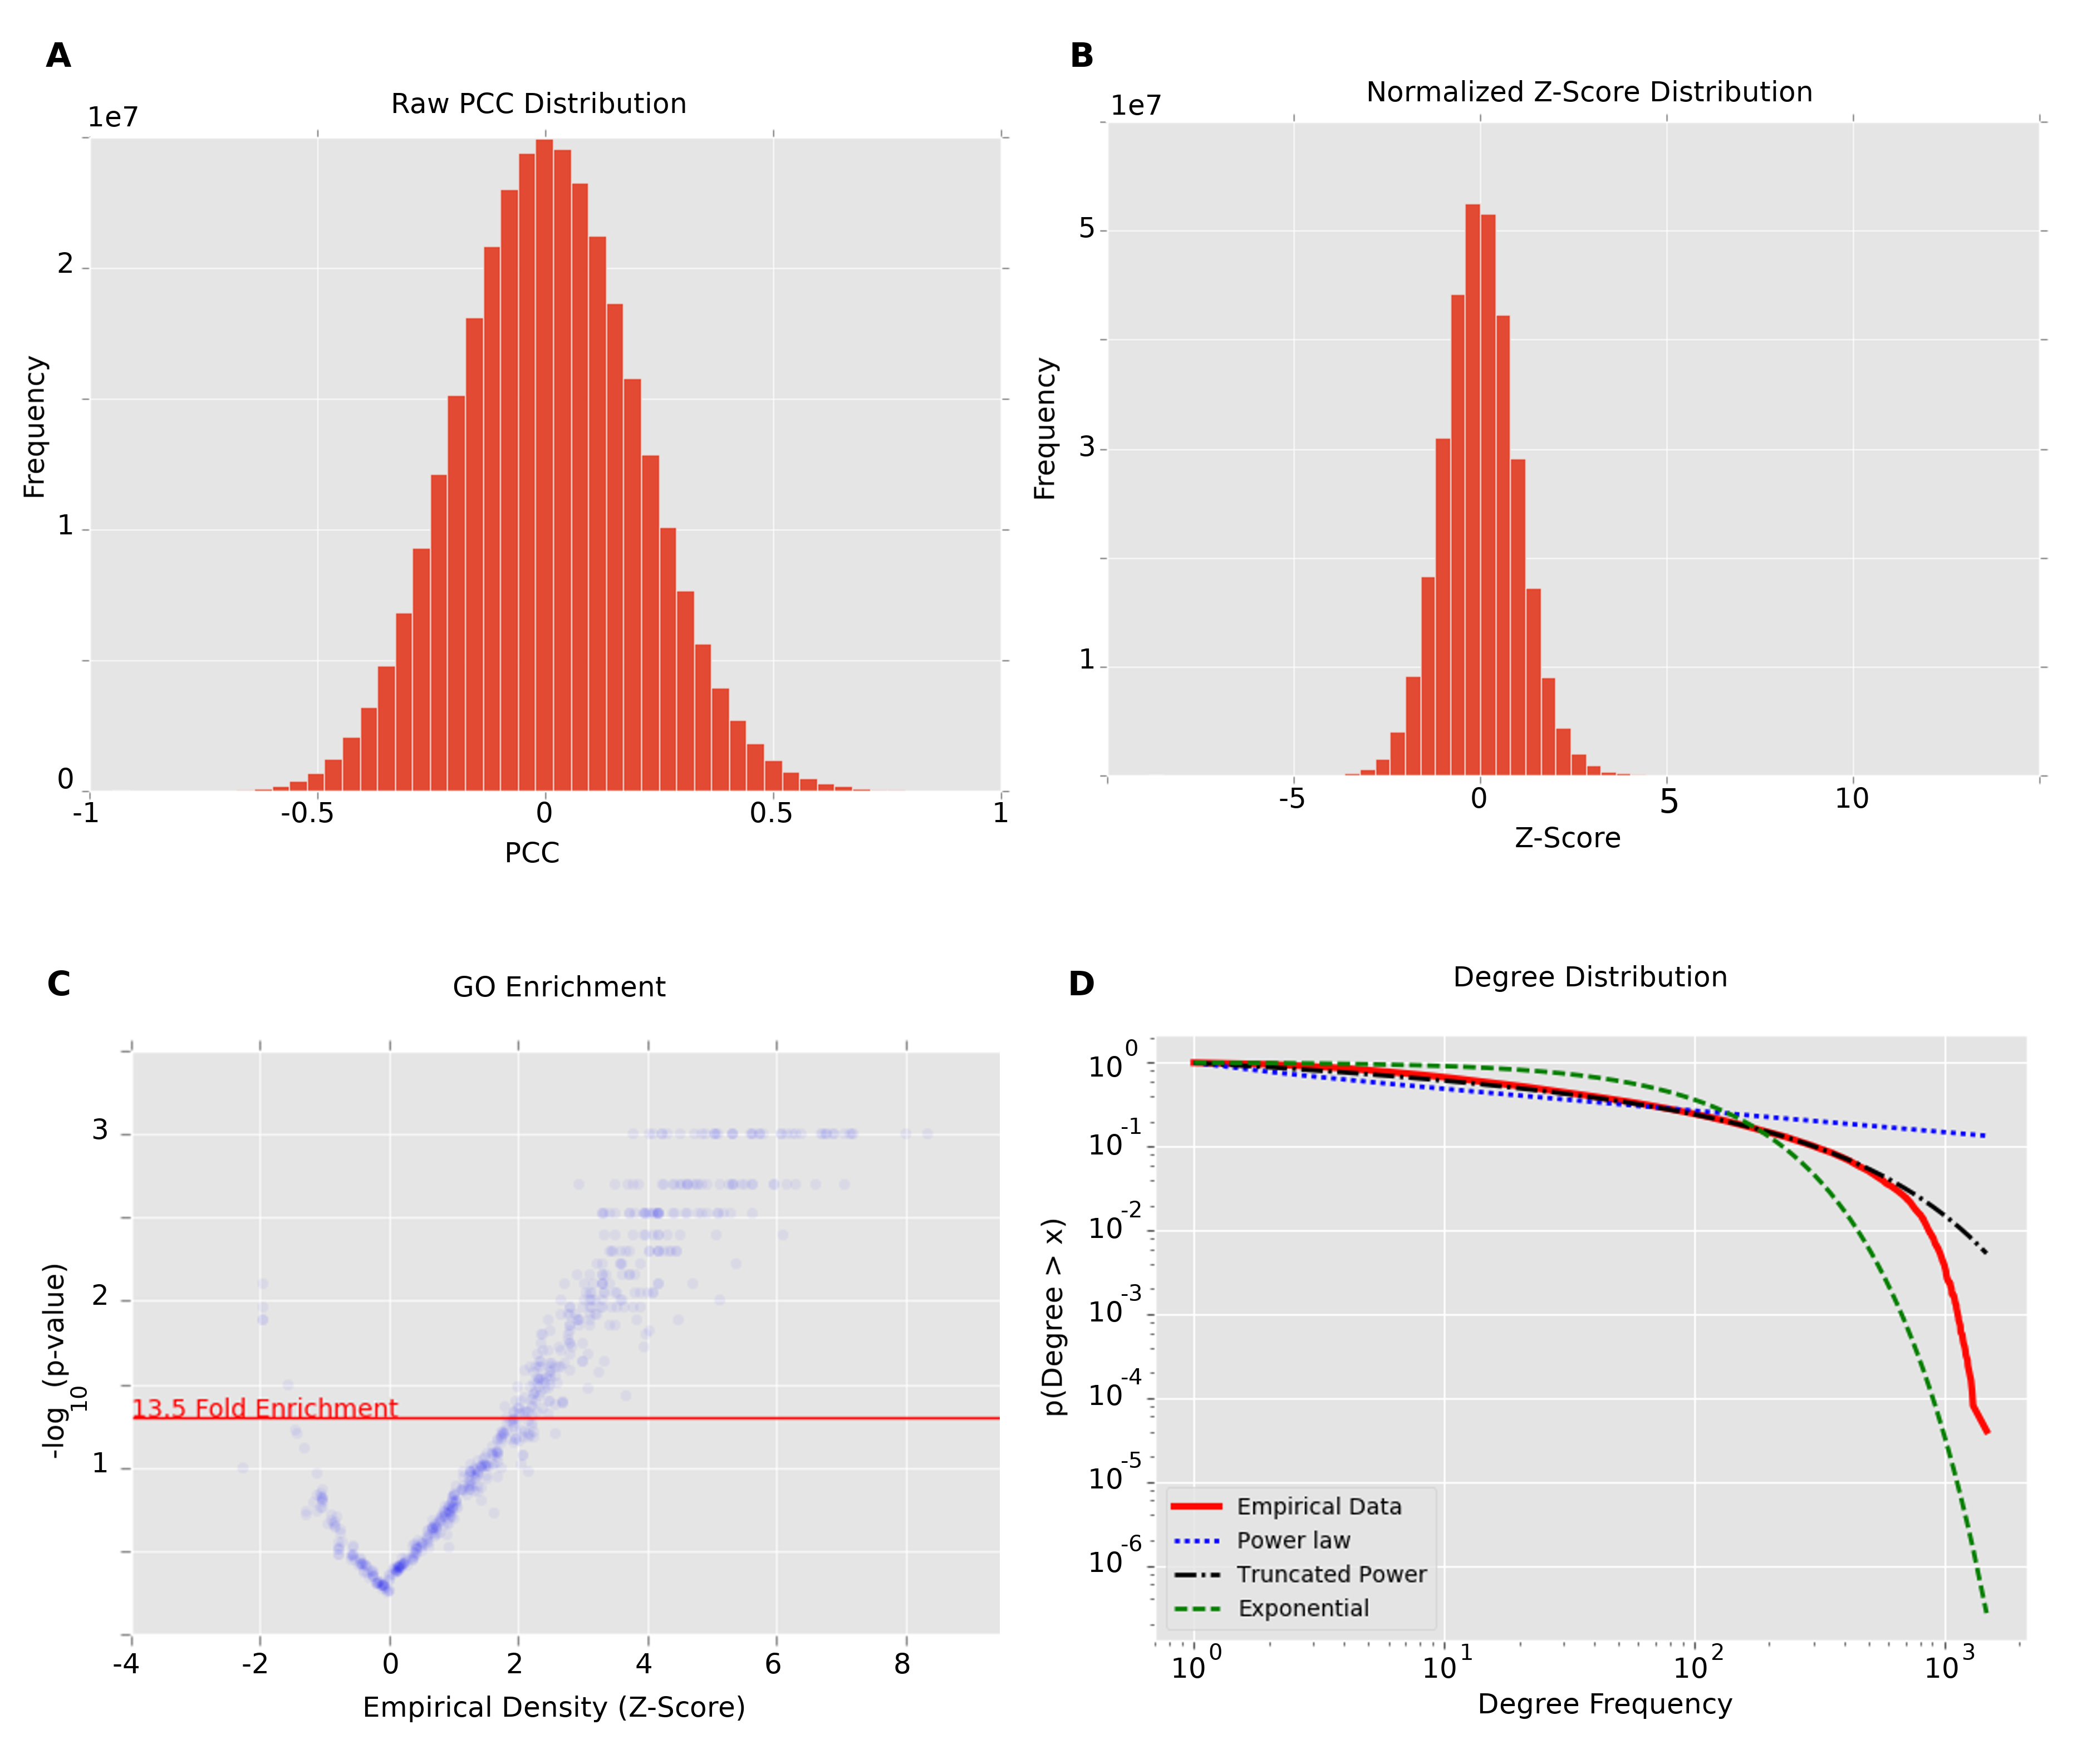 A
Raw PCC Distribution
1e7
Frequency
2
1
0
-1
-0.5
0
0.5
1
PCC
B
Normalized Z-Score Distribution
1e7
Frequency
5
3
1
-5
0
5
10
Z-Score
C
GO Enrichment
-log10 (p-value)
3
2
1
13.5 Fold Enrichment
-4
-2
0
2
4
6
8
Empirical Density (Z-Score)
D
Degree Distribution
p(Degree > x)
10^0
10^-1
10^-2
10^-3
10^-4
10^-5
10^-6
Empirical Data
Power law
Truncated Power
Exponential
10^0
10^1
10^2
10^3
Degree Frequency